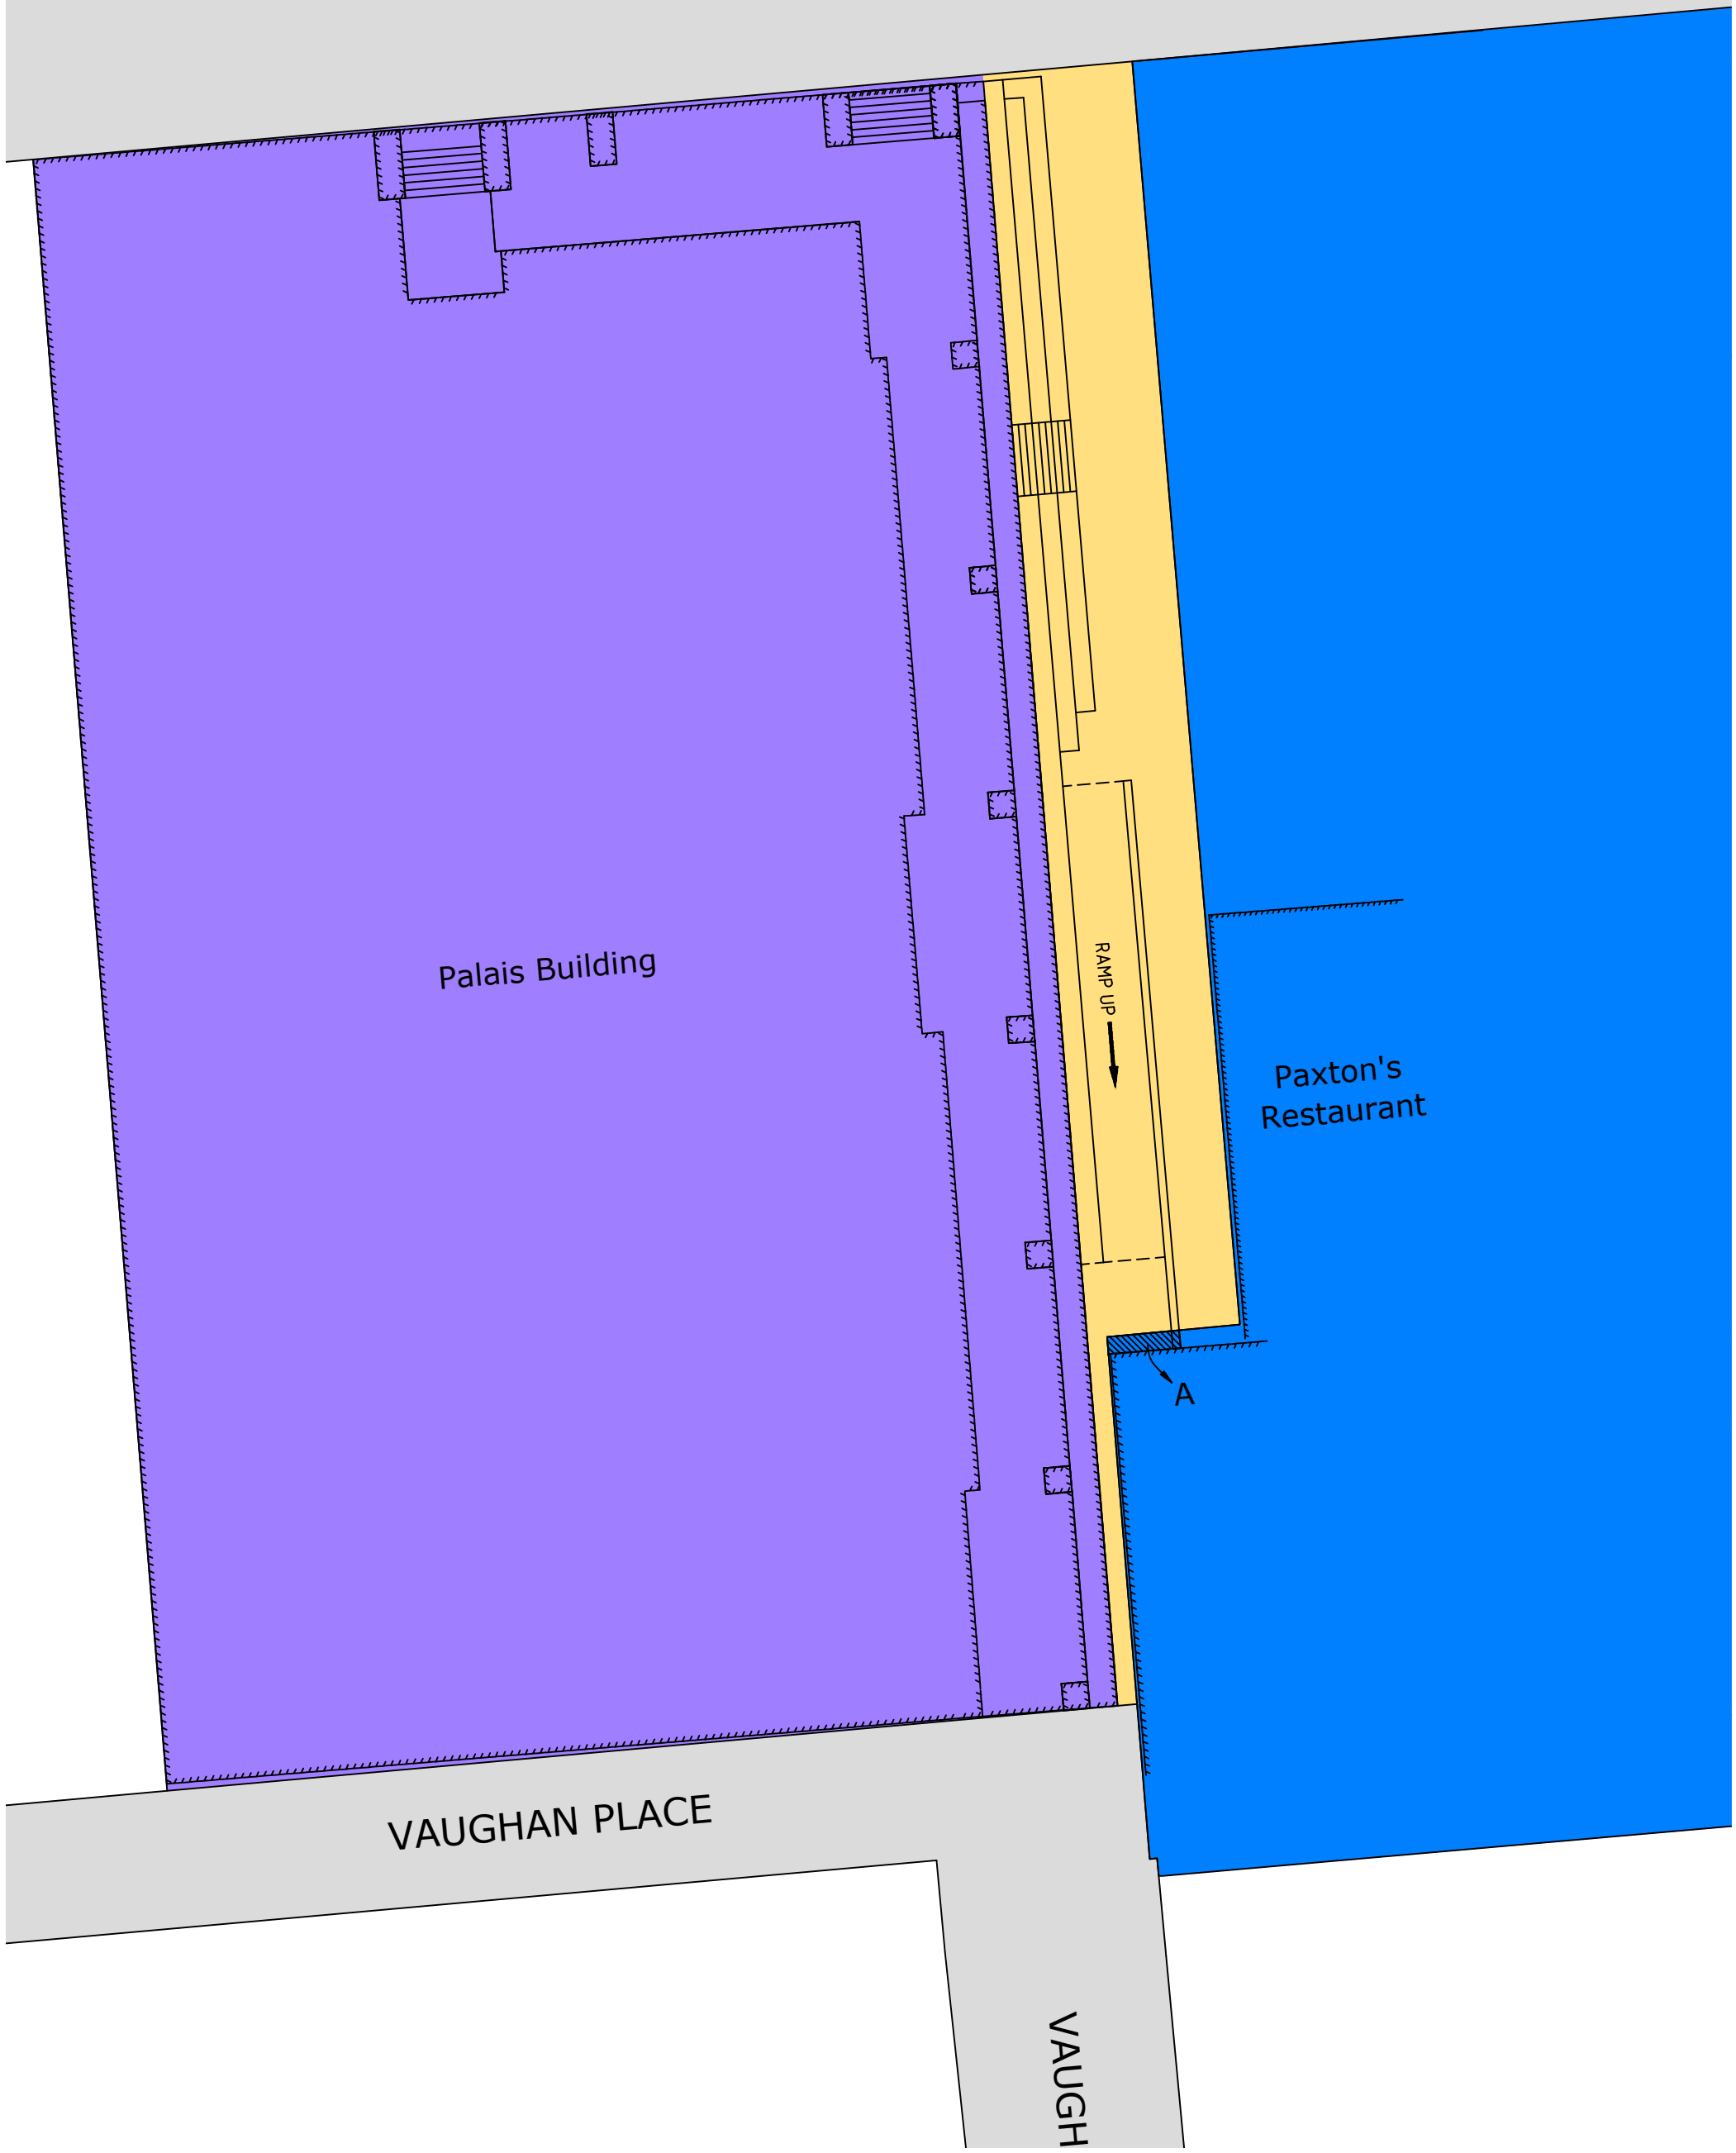 Palais Building
RAMP UP
Paxton's
Restaurant
A
VAUGHAN PLACE
VAUGH